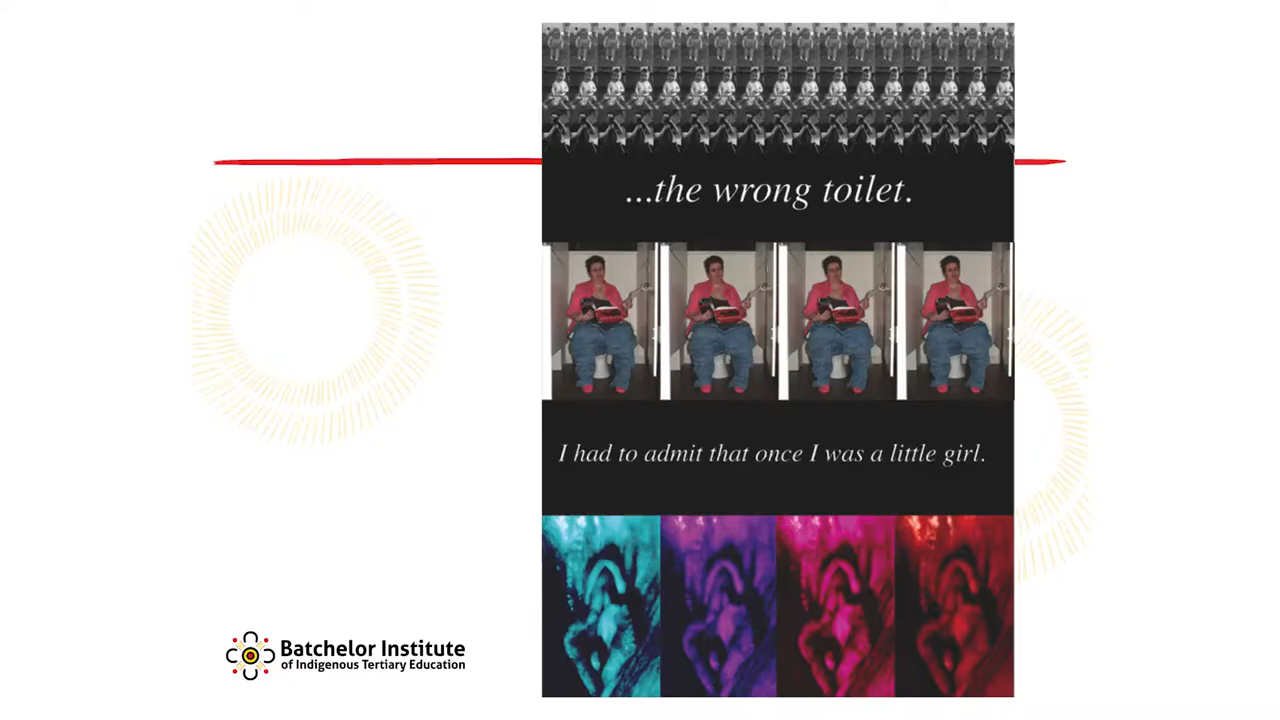 ...the wrong toilet.
I had to admit that once I was a little girl.
Batchelor Institute
of Indigenous Tertiary Education